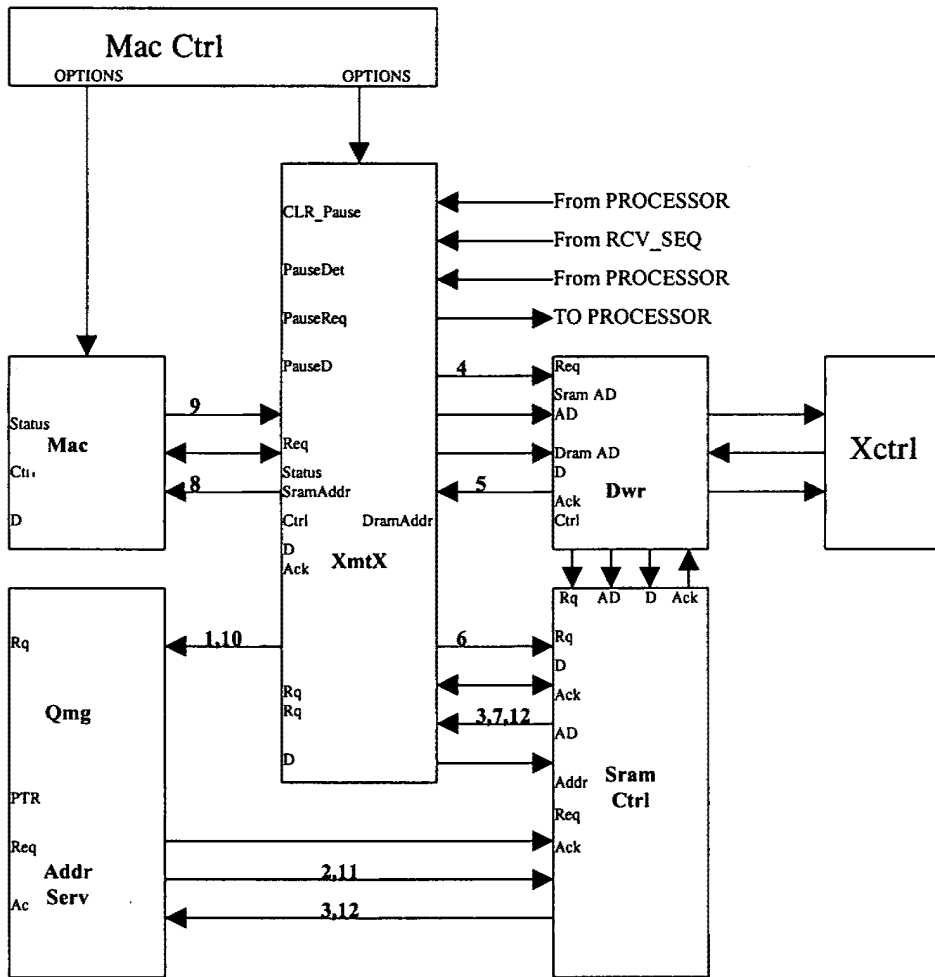 Mac Ctrl
OPTIONS OPTIONS
CLR_Pause
From PROCESSOR
From RCV_SEQ
PauseDet
From PROCESSOR
PauseReq
TO PROCESSOR
PauseD
4
Req
Sram AD
9
AD
Status
Mac
Req
Dram AD
Xctrl
Status
D
8
SramAddr
5
Dwr
Ack
D
Ctrl
DramAddr
Ctrl
D
XmtX
Ack
Rq AD D Ack
Rq
1,10
6
Rq
D
Rq
Ack
Qmg
Rq
3,7,12
AD
D
Sram
Addr
PTR
Ctrl
Req
Req
Ack
Addr
2,11
Serv
Ac
3,12